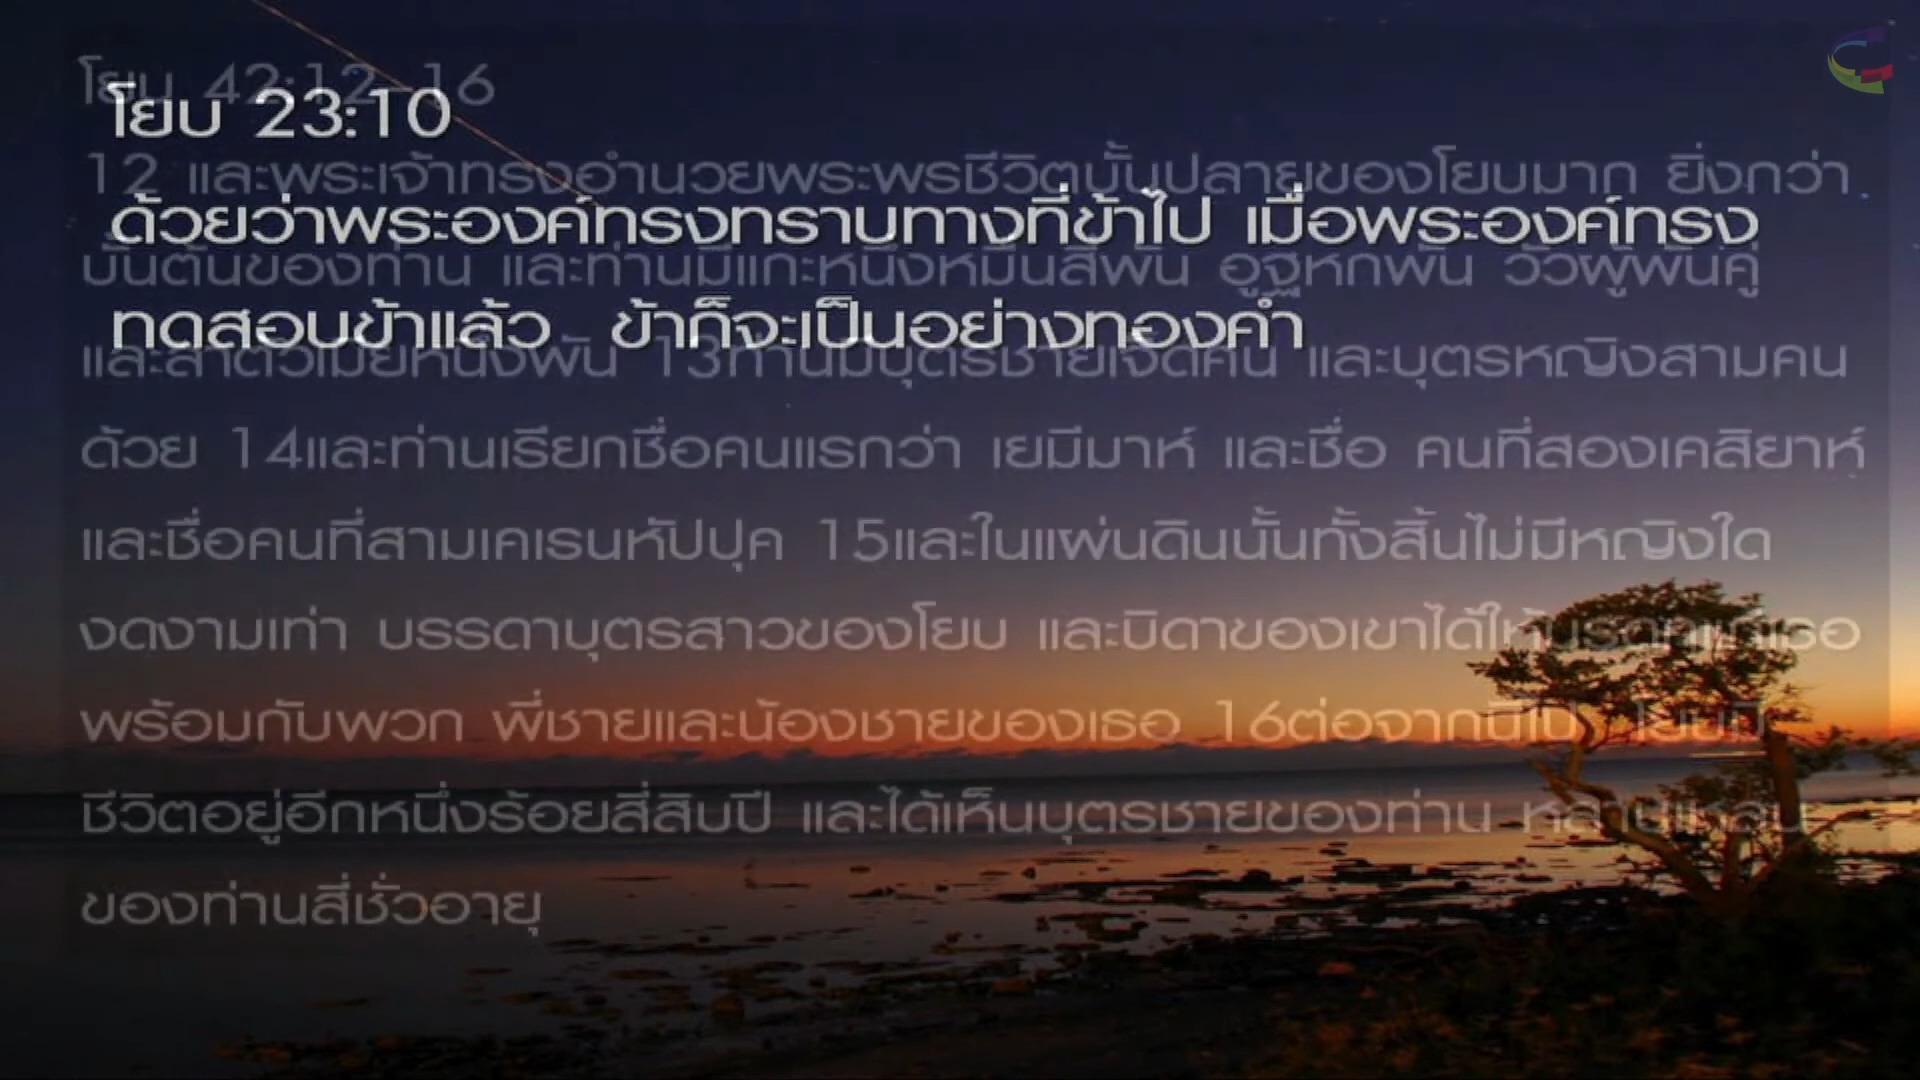 โยบ 23:10
ด้วยว่าพระองค์ทรงทราบทางที่ข้าไป เมื่อพระองค์ทรง
ทดสอบข้าแล้ว ข้าก็จะเป็นอย่างทองคำ
โยบ 42:12-16
12 และพระเจ้าทรงอำนวยพระพรชีวิตบั้นปลายของโยบมาก ยิ่งกว่า
บั้นต้นของท่าน และท่านมีแกะหนึ่งหมื่นสี่พัน อูฐหกพัน วัวผู้พันคู่
และลาตัวเมียหนึ่งพัน 13ท่านมีบุตรชายเจ็ดคน และบุตรหญิงสามคน
ด้วย 14และท่านเรียกชื่อคนแรกว่า เยมีมาห์ และชื่อ คนที่สองเคสิยาห์
และชื่อคนที่สามเคเรนหัปปุค 15และในแผ่นดินนั้นทั้งสิ้นไม่มีหญิงใด
งดงามเท่า บรรดาบุตรสาวของโยบ และบิดาของเขาได้ให้มรดกแก่เธอ
พร้อมกับพวก พี่ชายและน้องชายของเธอ 16ต่อจากนี้ไป โยบมี
ชีวิตอยู่อีกหนึ่งร้อยสี่สิบปี และได้เห็นบุตรชายของท่าน หลานเหลน
ของท่านสี่ชั่วอายุ